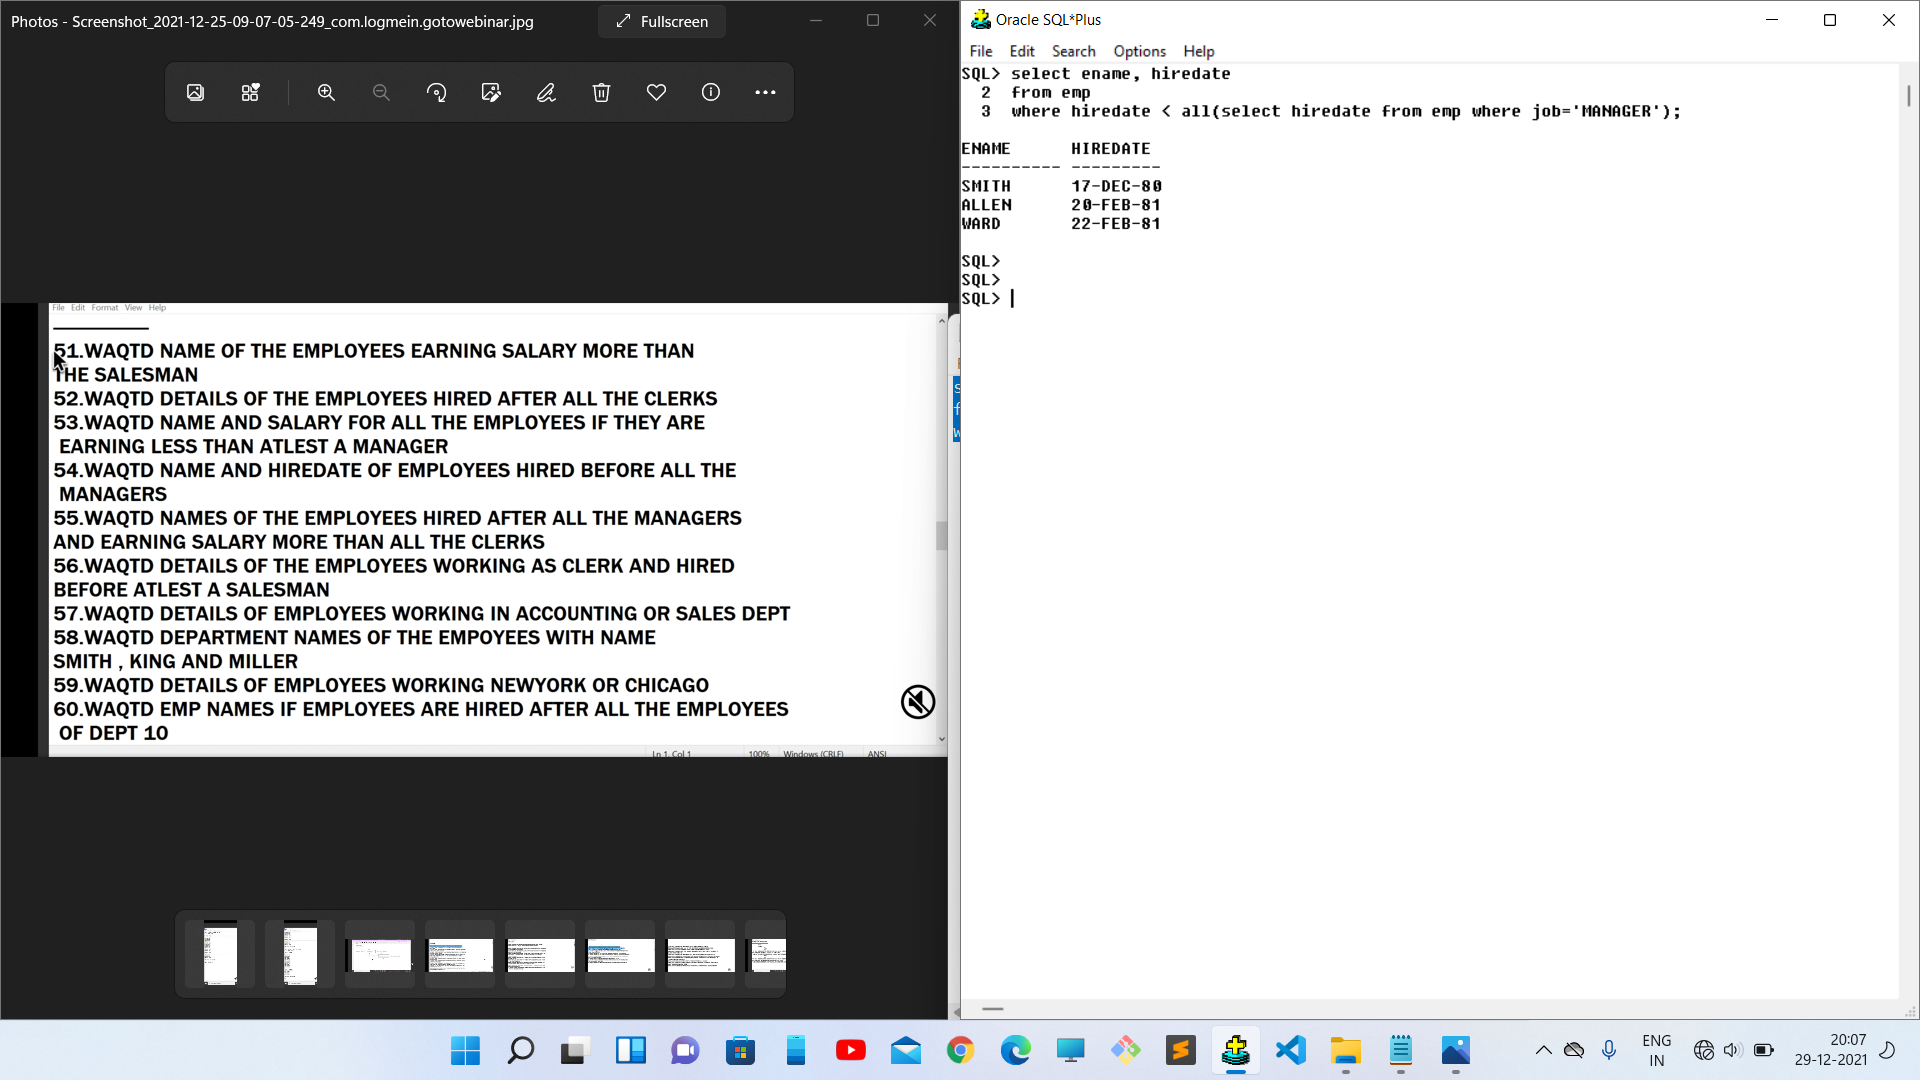 Photos - Screenshot_2021-12-25-09-07-05-249_com.logmein.gotowebinar.jpg
Fullscreen
File Edit Format View Help
51.WAQTD NAME OF THE EMPLOYEES EARNING SALARY MORE THAN
THE SALESMAN
52.WAQTD DETAILS OF THE EMPLOYEES HIRED AFTER ALL THE CLERKS
53.WAQTD NAME AND SALARY FOR ALL THE EMPLOYEES IF THEY ARE
EARNING LESS THAN ATLEST A MANAGER
54.WAQTD NAME AND HIREDATE OF EMPLOYEES HIRED BEFORE ALL THE
MANAGERS
55.WAQTD NAMES OF THE EMPLOYEES HIRED AFTER ALL THE MANAGERS
AND EARNING SALARY MORE THAN ALL THE CLERKS
56.WAQTD DETAILS OF THE EMPLOYEES WORKING AS CLERK AND HIRED
BEFORE ATLEST A SALESMAN
57.WAQTD DETAILS OF EMPLOYEES WORKING IN ACCOUNTING OR SALES DEPT
58.WAQTD DEPARTMENT NAMES OF THE EMPOYEES WITH NAME
SMITH , KING AND MILLER
59.WAQTD DETAILS OF EMPLOYEES WORKING NEWYORK OR CHICAGO
60.WAQTD EMP NAMES IF EMPLOYEES ARE HIRED AFTER ALL THE EMPLOYEES
OF DEPT 10
Ln 1, Col 1 100% Windows (CRLF) ANSI
Oracle SQL*Plus
File Edit Search Options Help
SQL> select ename, hiredate
2 from emp
3 where hiredate < all(select hiredate from emp where job='MANAGER');
ENAME HIREDATE
---------- ---------
SMITH 17-DEC-80
ALLEN 20-FEB-81
WARD 22-FEB-81
SQL>
SQL>
SQL>
ENG
IN
20:07
29-12-2021